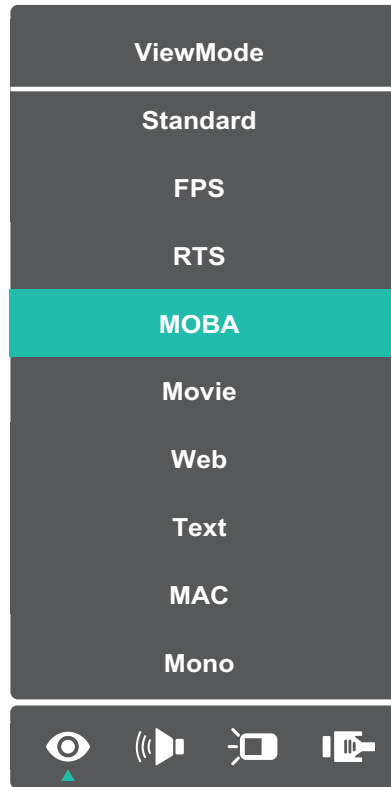 ViewMode
Standard
FPS
RTS
MOBA
Movie
Web
Text
MAC
Mono